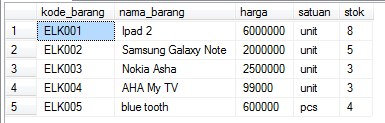 kode_barang nama_barang harga satuan stok
1 ELK001 Ipad 2 6000000 unit 8
2 ELK002 Samsung Galaxy Note 2000000 unit 5
3 ELK003 Nokia Asha 2500000 unit 3
4 ELK004 AHA My TV 99000 unit 3
5 ELK005 blue tooth 600000 pcs 4